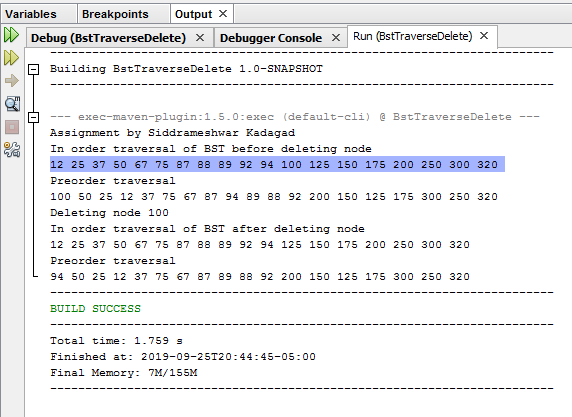 Variables Breakpoints Output ×
Debug (BstTraverseDelete) × Debugger Console × Run (BstTraverseDelete) ×
------------------------------------------------------------------------
Building BstTraverseDelete 1.0-SNAPSHOT
------------------------------------------------------------------------
--- exec-maven-plugin:1.5.0:exec (default-cli) @ BstTraverseDelete ---
Assignment by Siddrameshwar Kadagad
In order traversal of BST before deleting node
12 25 37 50 67 75 87 88 89 92 94 100 125 150 175 200 250 300 320
Preorder traversal
100 50 25 12 37 75 67 87 94 89 88 92 200 150 125 175 300 250 320
Deleting node 100
In order traversal of BST after deleting node
12 25 37 50 67 75 87 88 89 92 94 125 150 175 200 250 300 320
Preorder traversal
94 50 25 12 37 75 67 87 89 88 92 200 150 125 175 300 250 320
------------------------------------------------------------------------
BUILD SUCCESS
------------------------------------------------------------------------
Total time: 1.759 s
Finished at: 2019-09-25T20:44:45-05:00
Final Memory: 7M/155M
------------------------------------------------------------------------